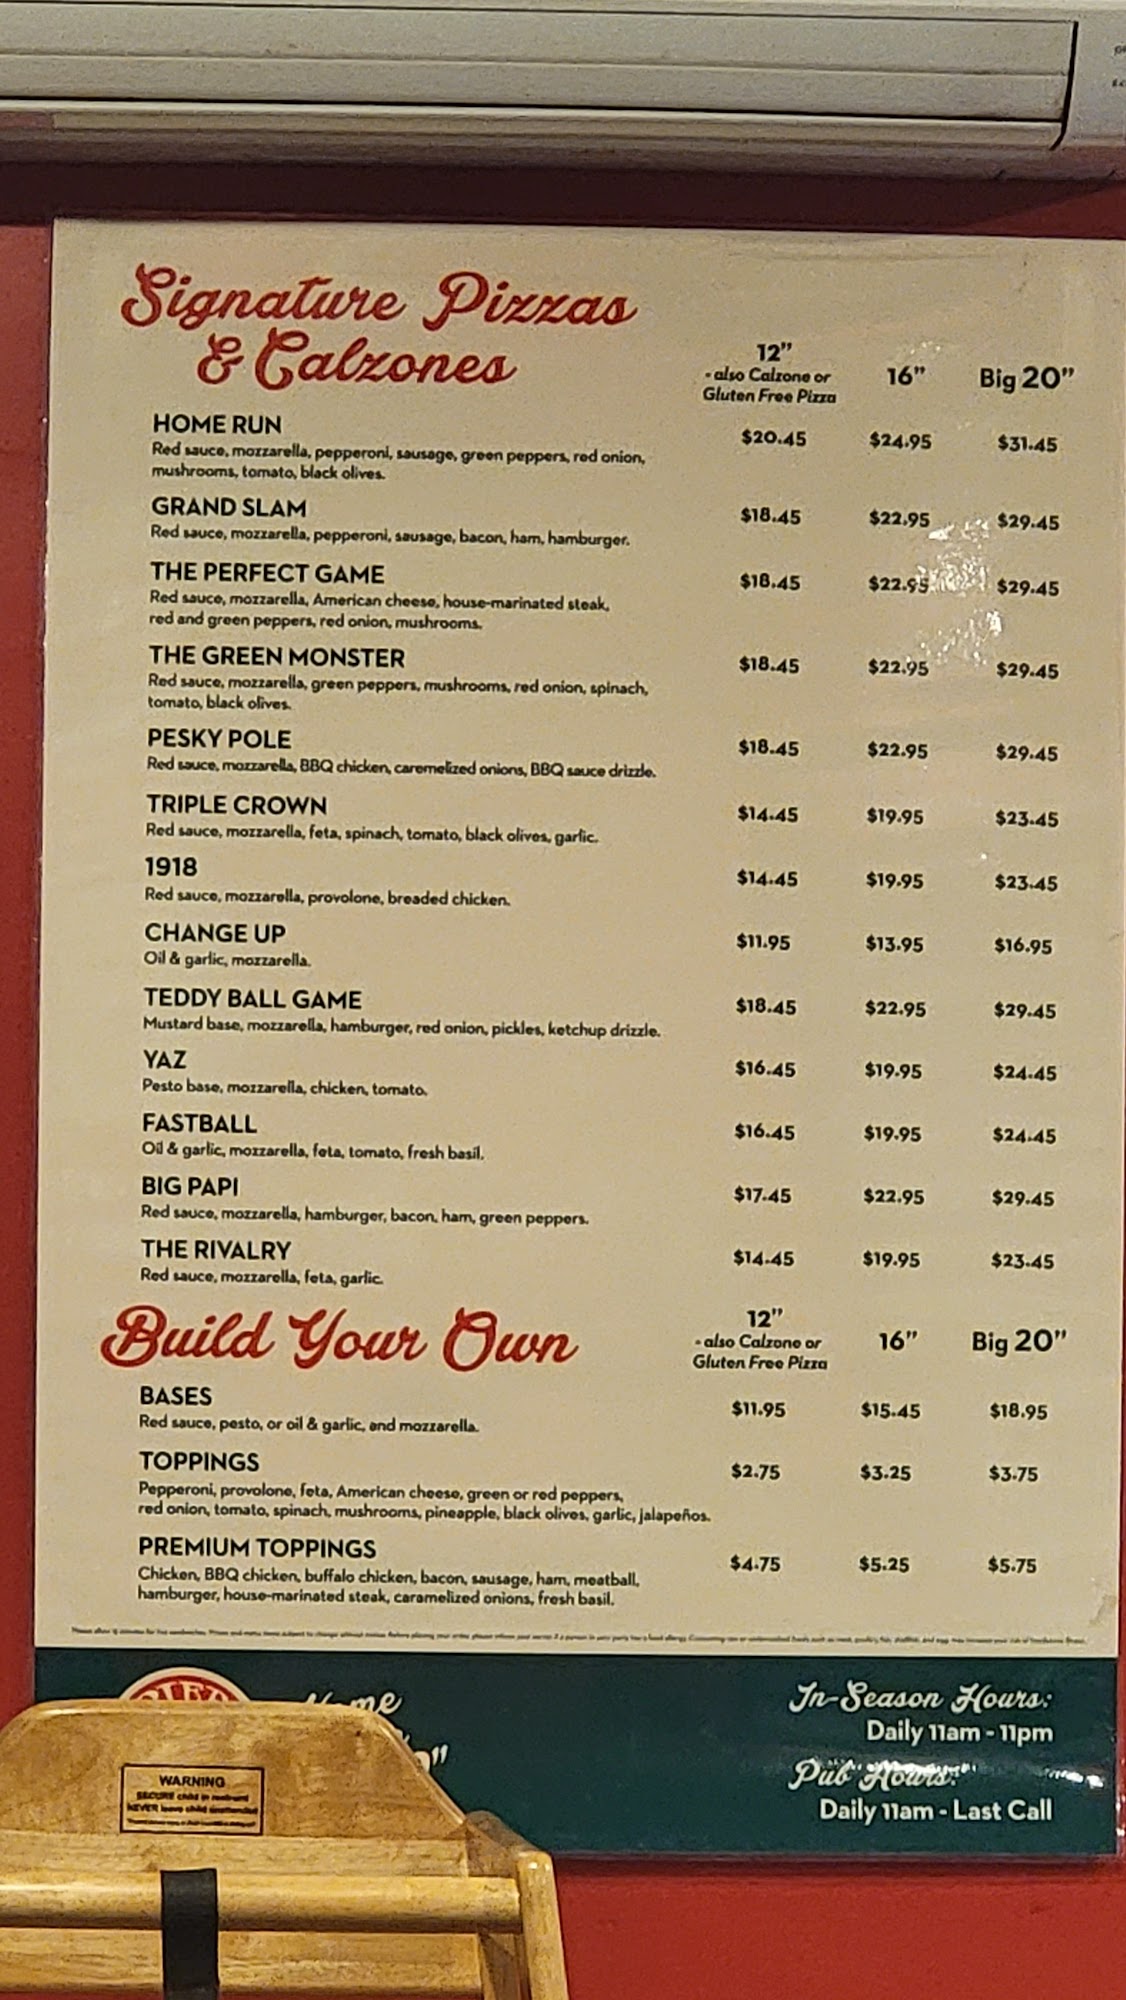 Signature Pizzas
& Calzones
12"
- also Calzone or
Gluten Free Pizza
16"
Big 20"
HOME RUN
$20.45 $24.95 $31.45
Red sauce, mozzarella, pepperoni, sausage, green peppers, red onion,
mushrooms, tomato, black olives.
GRAND SLAM
$18.45 $22.95 $29.45
Red sauce, mozzarella, pepperoni, sausage, bacon, ham, hamburger.
THE PERFECT GAME
$18.45 $22.95 $29.45
Red sauce, mozzarella, American cheese, house-marinated steak,
red and green peppers, red onion, mushrooms.
THE GREEN MONSTER
$18.45 $22.95 $29.45
Red sauce, mozzarella, green peppers, mushrooms, red onion, spinach,
tomato, black olives.
PESKY POLE
$18.45 $22.95 $29.45
Red sauce, mozzarella, BBQ chicken, caremelized onions, BBQ sauce drizzle.
TRIPLE CROWN
$14.45 $19.95 $23.45
Red sauce, mozzarella, feta, spinach, tomato, black olives, garlic.
1918
$14.45 $19.95 $23.45
Red sauce, mozzarella, provolone, breaded chicken.
CHANGE UP
$11.95 $13.95 $16.95
Oil & garlic, mozzarella.
TEDDY BALL GAME
$18.45 $22.95 $29.45
Mustard base, mozzarella, hamburger, red onion, pickles, ketchup drizzle.
YAZ
$16.45 $19.95 $24.45
Pesto base, mozzarella, chicken, tomato.
FASTBALL
$16.45 $19.95 $24.45
Oil & garlic, mozzarella, feta, tomato, fresh basil.
BIG PAPI
$17.45 $22.95 $29.45
Red sauce, mozzarella, hamburger, bacon, ham, green peppers.
THE RIVALRY
$14.45 $19.95 $23.45
Red sauce, mozzarella, feta, garlic.
Build Your Own
12"
- also Calzone or
Gluten Free Pizza
16"
Big 20"
BASES
$11.95 $15.45 $18.95
Red sauce, pesto, or oil & garlic, and mozzarella.
TOPPINGS
$2.75 $3.25 $3.75
Pepperoni, provolone, feta, American cheese, green or red peppers,
red onion, tomato, spinach, mushrooms, pineapple, black olives, garlic, jalapeños.
PREMIUM TOPPINGS
$4.75 $5.25 $5.75
Chicken, BBQ chicken, buffalo chicken, bacon, sausage, ham, meatball,
hamburger, house-marinated steak, caramelized onions, fresh basil.
In-Season Hours:
Daily 11am - 11pm
Pub Hours:
Daily 11am - Last Call
WARNING
SECURE child in restraint
NEVER leave child unattended